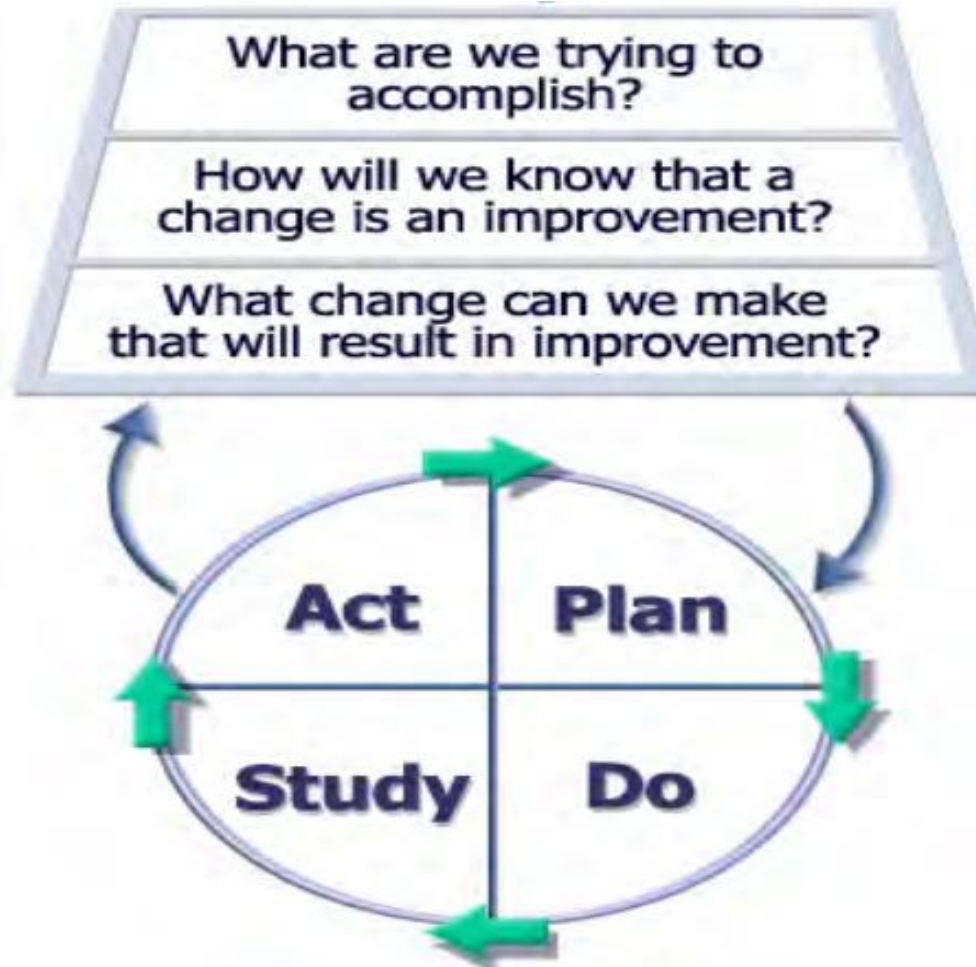 What are we trying to
accomplish?
How will we know that a
change is an improvement?
What change can we make
that will result in improvement?
Act
Plan
Study
Do